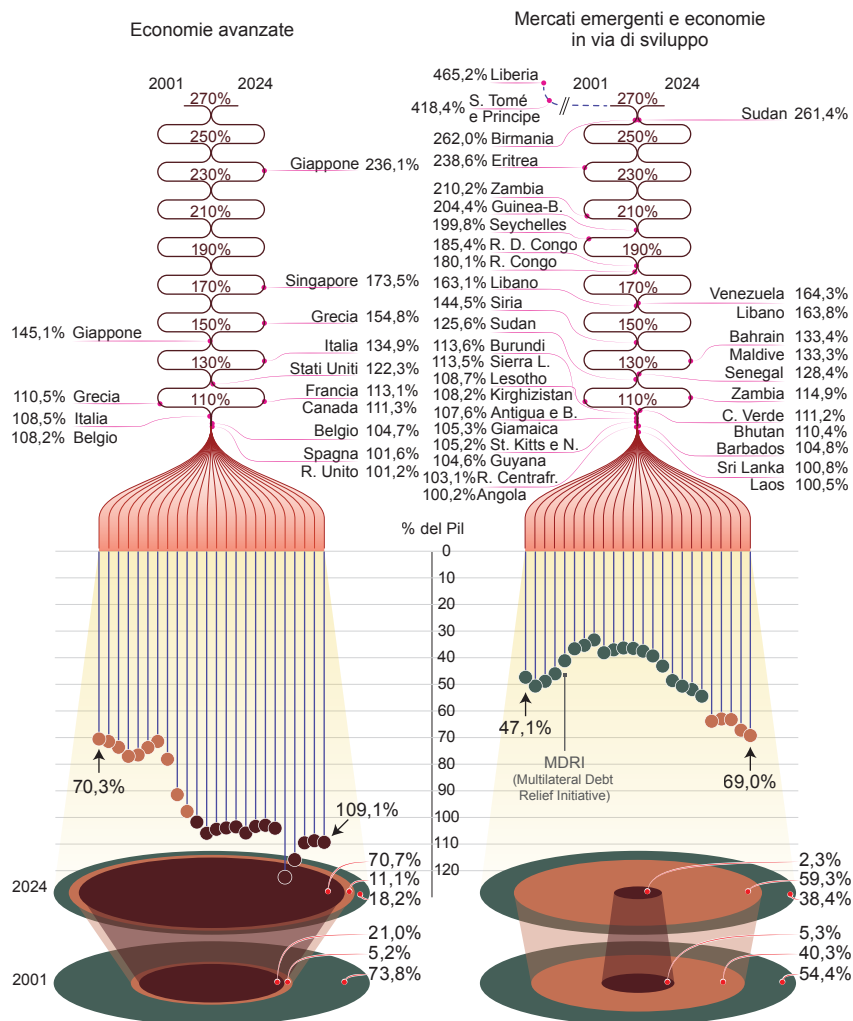 Economie avanzate
2001 2024
270%
250%
230%
210%
190%
170%
150%
130%
110%
145,1% Giappone
110,5% Grecia
108,5% Italia
108,2% Belgio
Giappone 236,1%
Singapore 173,5%
Grecia 154,8%
Italia 134,9%
Stati Uniti 122,3%
Francia 113,1%
Canada 111,3%
Belgio 104,7%
Spagna 101,6%
R. Unito 101,2%
Mercati emergenti e economie
in via di sviluppo
2001 2024
270%
250%
230%
210%
190%
170%
150%
130%
110%
465,2% Liberia
418,4% S. Tomé
e Principe
262,0% Birmania
238,6% Eritrea
210,2% Zambia
204,4% Guinea-B.
199,8% Seychelles
185,4% R. D. Congo
180,1% R. Congo
163,1% Libano
144,5% Siria
125,6% Sudan
113,6% Burundi
113,5% Sierra L.
108,7% Lesotho
108,2% Kirghizistan
107,6% Antigua e B.
105,3% Giamaica
105,2% St. Kitts e N.
104,6% Guyana
103,1% R. Centrafr.
100,2% Angola
Sudan 261,4%
Venezuela 164,3%
Libano 163,8%
Bahrain 133,4%
Maldive 133,3%
Senegal 128,4%
Zambia 114,9%
C. Verde 111,2%
Bhutan 110,4%
Barbados 104,8%
Sri Lanka 100,8%
Laos 100,5%
% del Pil
0
10
20
30
40
50
60
70
80
90
100
110
120
70,3%
109,1%
47,1%
MDRI
(Multilateral Debt
Relief Initiative)
69,0%
2024
70,7%
11,1%
18,2%
2001
21,0%
5,2%
73,8%
2,3%
59,3%
38,4%
5,3%
40,3%
54,4%